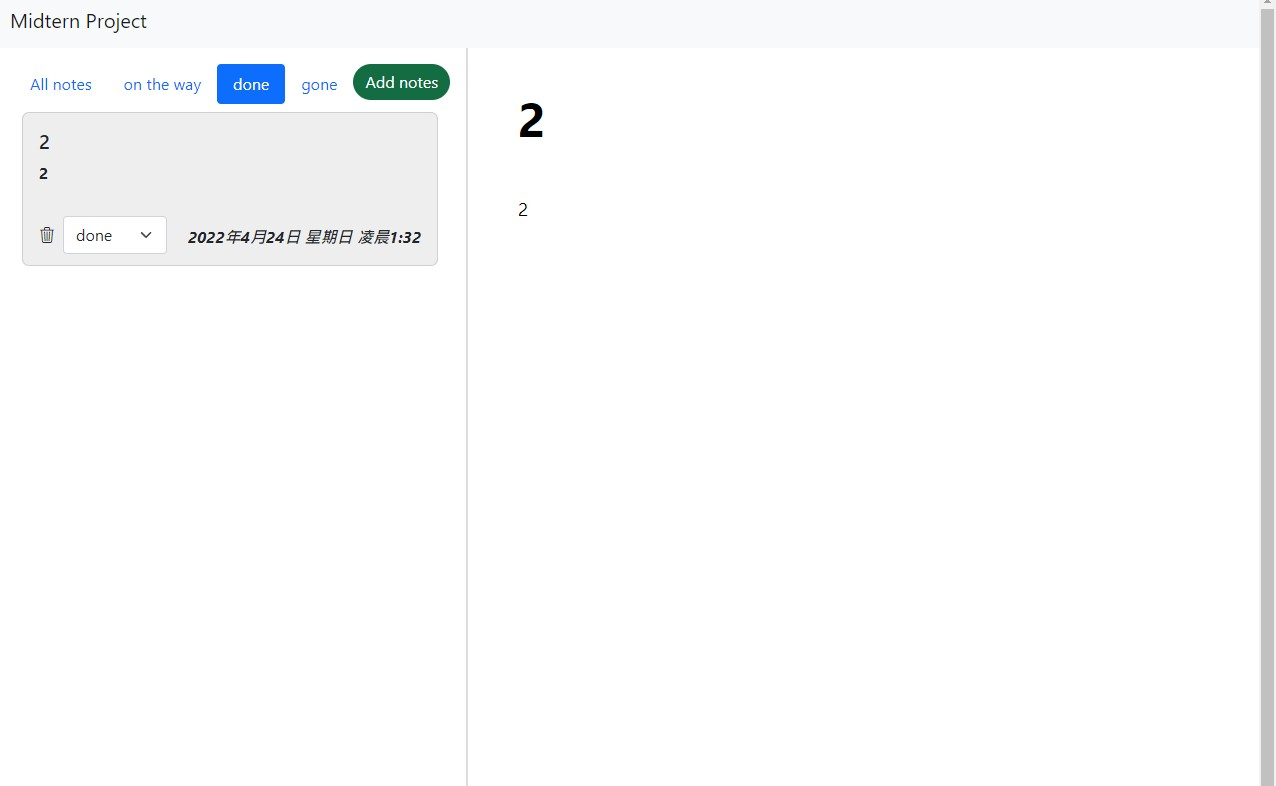 Midtern Project
All notes on the way done gone Add notes
2
2
done 2022年4月24日 星期日 凌晨1:32
2
2